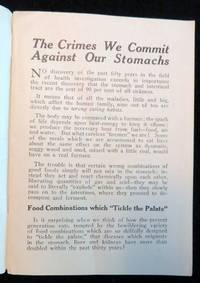 The Crimes We Commit
Against Our Stomachs
NO discovery of the past fifty years in the field
of health investigation exceeds in importance
the recent discovery that the stomach and intestinal
tract are the seat of 90 per cent of all sickness.
It means that of all the maladies, little and big,
which affect the human family, nine out of ten are
directly due to wrong eating habits.
The body may be compared with a furnace; the spark
of life depends upon heat-energy to keep it
we produce the necessary heat from fuel—food, air
and water. But what careless we are! Some
of the meals which we are accustomed to eat have
about the same effect on the system as dynamite,
soggy wood and sand, mixed with a little coal, would
have on a real furnace.
The trouble is that certain wrong combinations of
good foods simply will not mix in the stomach; instead
they act and react chemically upon each other,
liberating quantities of gas and acid—they may be
said to literally "explode" within us—then they slowly
pass on to the intestines, where they proceed to decompose
and ferment.
Food Combinations which "Tickle the Palate"
Is it surprising when we think of how the present
generation eats, tempted by the bewildering variety
of food combinations which are so skilfully designed
to "tickle the palate," that diseases which originate
in the stomach, liver and kidneys have more than
doubled within the past thirty years?